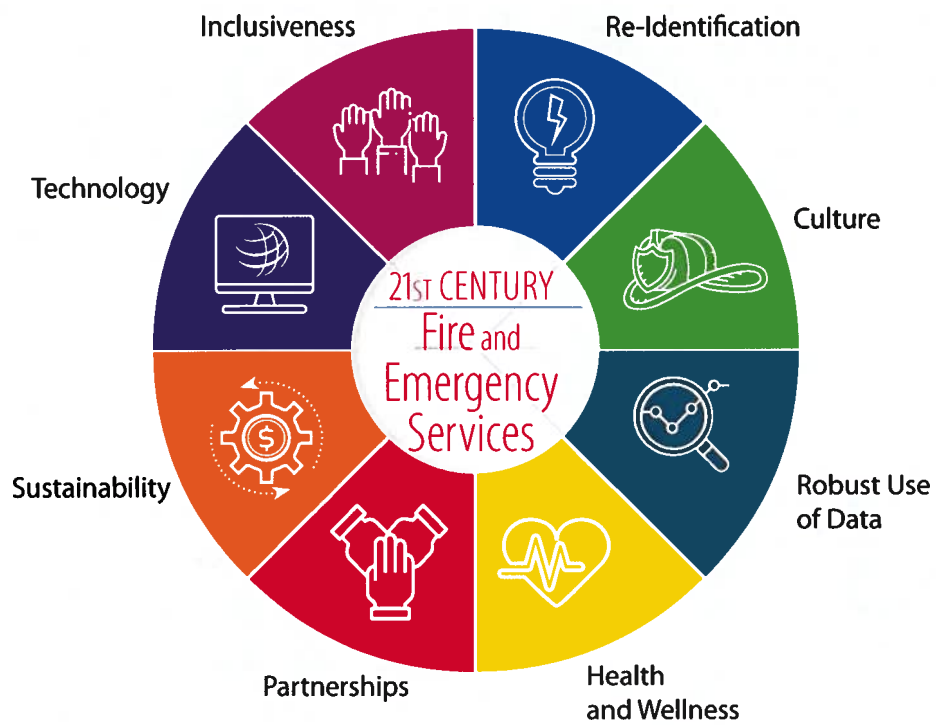 Inclusiveness
Re-Identification
Technology
Culture
21ST CENTURY
Fire and
Emergency
Services
$
Sustainability
Robust Use
of Data
Partnerships
Health
and Wellness